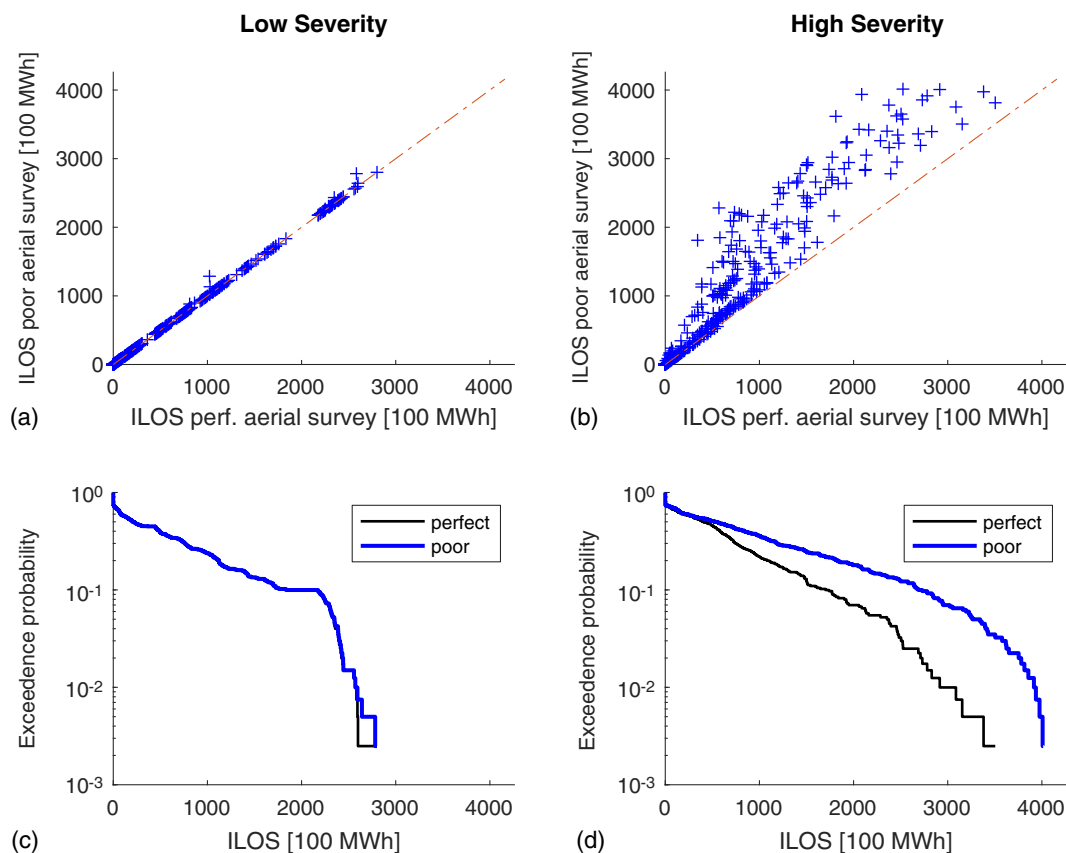 Low Severity
ILOS poor aerial survey [100 MWh]
4000
3000
2000
1000
0
0 1000 2000 3000 4000
(a) ILOS perf. aerial survey [100 MWh]
High Severity
ILOS poor aerial survey [100 MWh]
4000
3000
2000
1000
0
0 1000 2000 3000 4000
(b) ILOS perf. aerial survey [100 MWh]
Exceedence probability
10^0
10^-1
10^-2
10^-3
perfect
poor
0 1000 2000 3000 4000
(c) ILOS [100 MWh]
Exceedence probability
10^0
10^-1
10^-2
10^-3
perfect
poor
0 1000 2000 3000 4000
(d) ILOS [100 MWh]